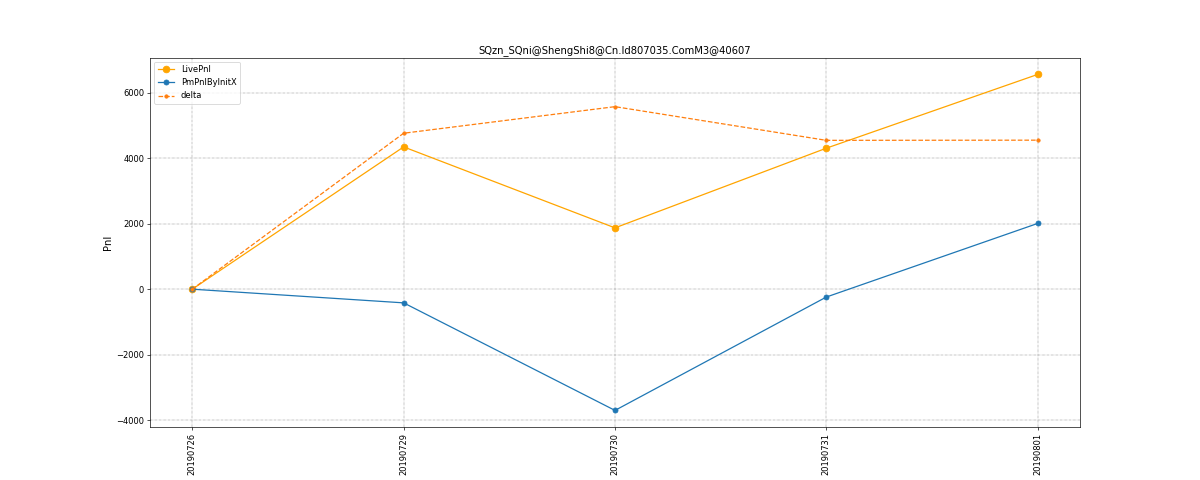 SQzn_SQni@ShengShi8@Cn.Id807035.ComM3@40607
LivePnl
PmPnlByInitX
delta
6000
4000
2000
0
−2000
−4000
Pnl
20190726
20190729
20190730
20190731
20190801